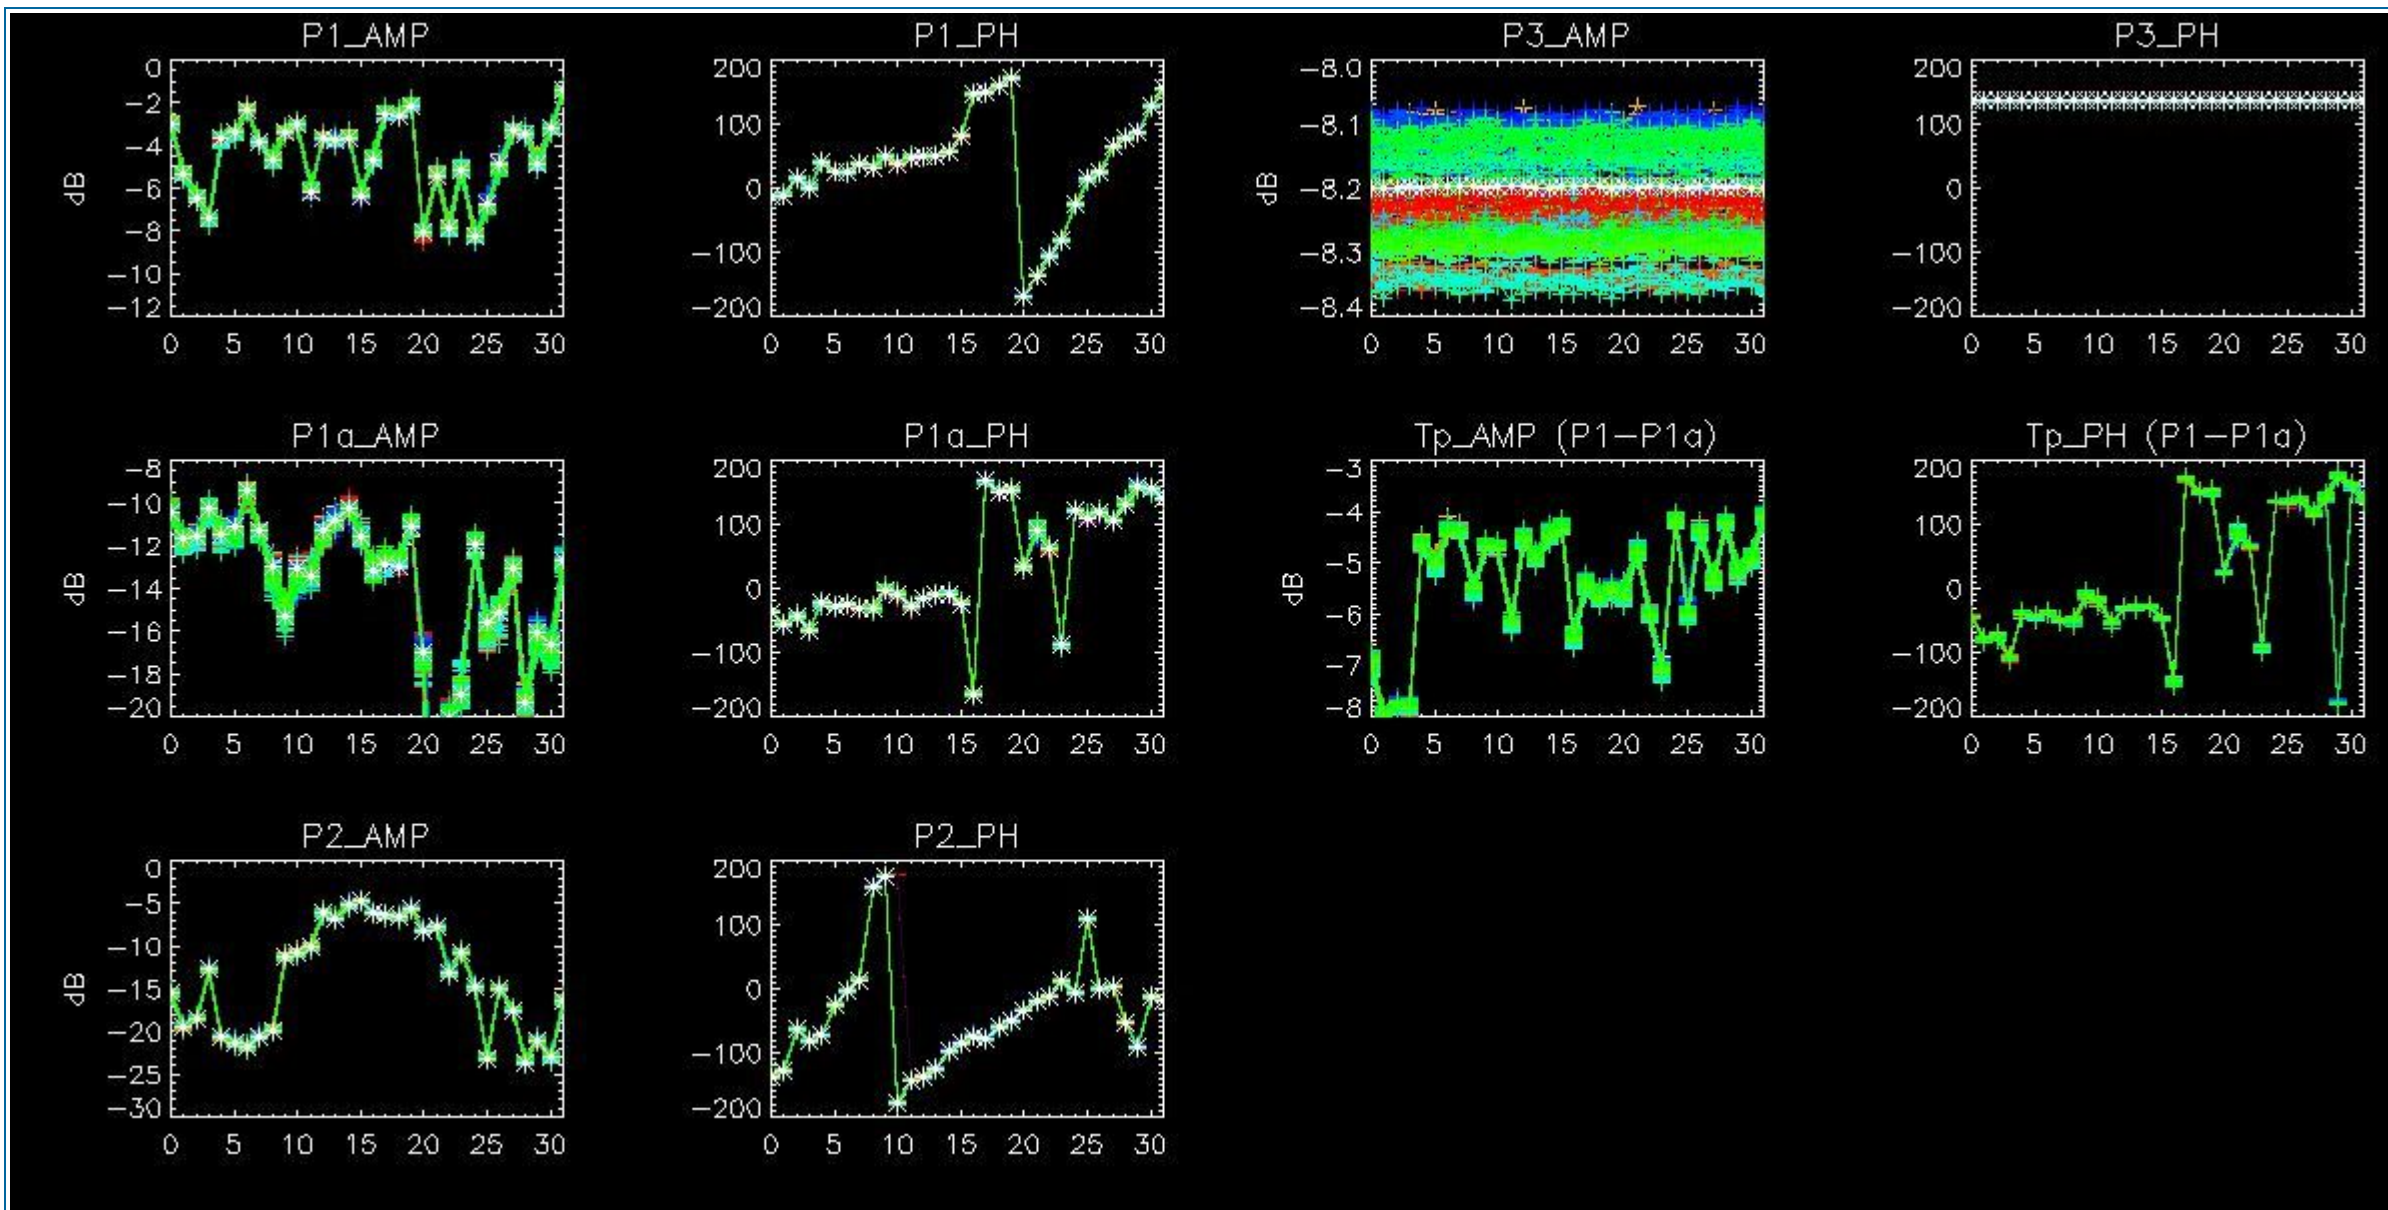 P1_AMP
0
−2
−4
−6
−8
−10
−12
dB
0 5 10 15 20 25 30
P1_PH
200
100
0
−100
−200
0 5 10 15 20 25 30
P3_AMP
−8.0
−8.1
−8.2
−8.3
−8.4
dB
0 5 10 15 20 25 30
P3_PH
200
100
0
−100
−200
0 5 10 15 20 25 30
P1a_AMP
−8
−10
−12
−14
−16
−18
−20
dB
0 5 10 15 20 25 30
P1a_PH
200
100
0
−100
−200
0 5 10 15 20 25 30
Tp_AMP (P1−P1a)
−3
−4
−5
−6
−7
−8
dB
0 5 10 15 20 25 30
Tp_PH (P1−P1a)
200
100
0
−100
−200
0 5 10 15 20 25 30
P2_AMP
0
−5
−10
−15
−20
−25
−30
dB
0 5 10 15 20 25 30
P2_PH
200
100
0
−100
−200
0 5 10 15 20 25 30